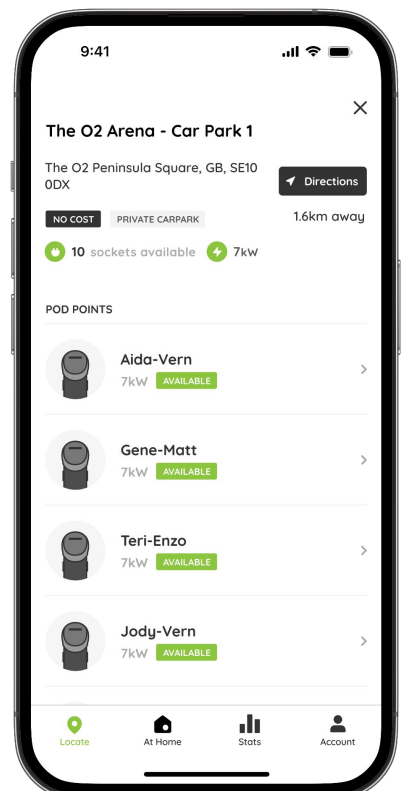 9:41
The O2 Arena - Car Park 1
The O2 Peninsula Square, GB, SE10
0DX
Directions
NO COST PRIVATE CARPARK
1.6km away
10 sockets available 7kW
POD POINTS
Aida-Vern
7kW AVAILABLE
Gene-Matt
7kW AVAILABLE
Teri-Enzo
7kW AVAILABLE
Jody-Vern
7kW AVAILABLE
Locate At Home Stats Account